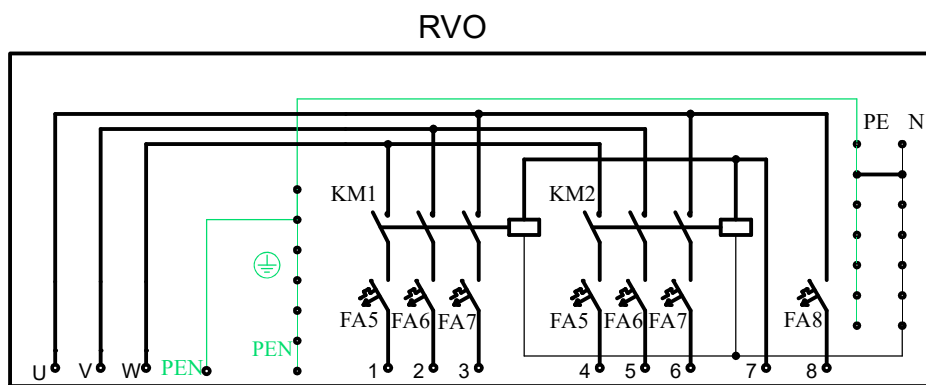 RVO
PE N
KM1 KM2
FA5 FA6 FA7 FA5 FA6 FA7 FA8
PEN
U V W PEN 1 2 3 4 5 6 7 8